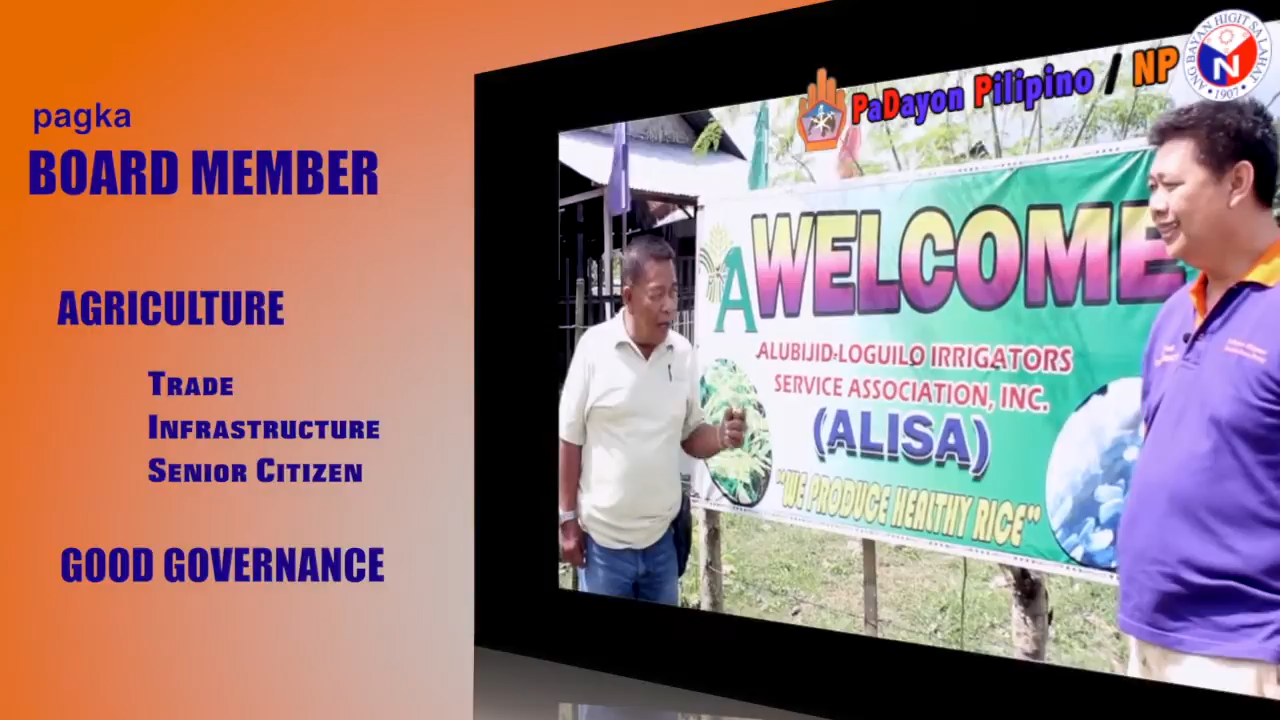 pagka
BOARD MEMBER
AGRICULTURE
TRADE
INFRASTRUCTURE
SENIOR CITIZEN
GOOD GOVERNANCE
PaDayon Pilipino / NP
ANG BAYAN HIGIT SA LAHAT
N
1907
A
WELCOME
ALUBIJID-LOGUILO IRRIGATORS
SERVICE ASSOCIATION, INC.
(ALISA)
"WE PRODUCE HEALTHY RICE"